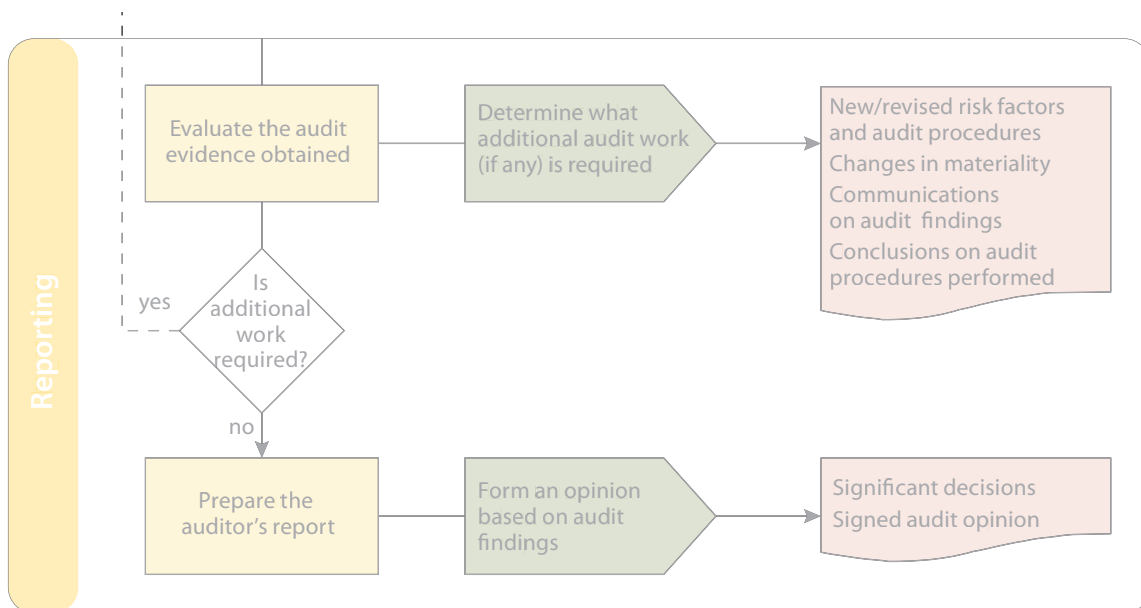 Reporting
Evaluate the audit
evidence obtained
Determine what
additional audit work
(if any) is required
New/revised risk factors
and audit procedures
Changes in materiality
Communications
on audit findings
Conclusions on audit
procedures performed
yes
Is
additional
work
required?
no
Prepare the
auditor’s report
Form an opinion
based on audit
findings
Significant decisions
Signed audit opinion